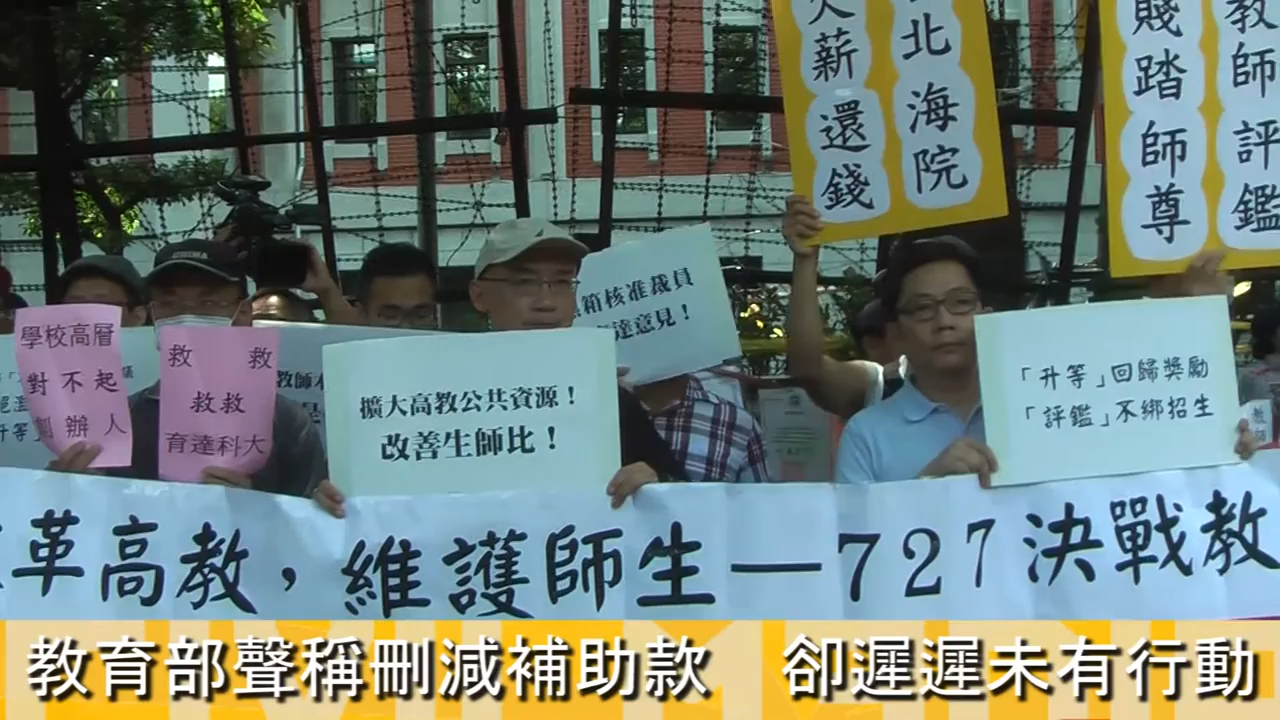 欠薪還錢
北海院
賤踏師尊
教師評鑑
箱核准裁員
達意見！
學校高層
對不起
創辦人
救 救
救救
育達科大
擴大高教公共資源！
改善生師比！
「升等」回歸獎勵
「評鑑」不綁招生
革高教，維護師生—727決戰教
教育部聲稱刪減補助款 卻遲遲未有行動